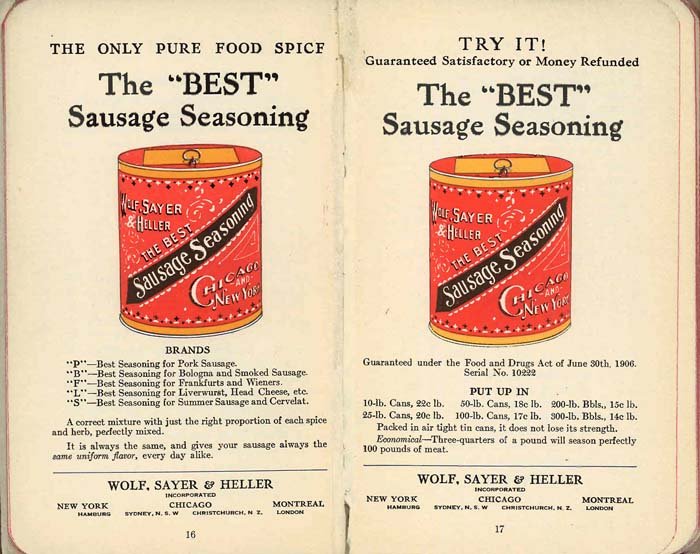 THE ONLY PURE FOOD SPICE
The "BEST"
Sausage Seasoning
WOLF, SAYER
& HELLER
THE BEST
Sausage Seasoning
CHICAGO
AND
NEW YORK
BRANDS
"P"—Best Seasoning for Pork Sausage.
"B"—Best Seasoning for Bologna and Smoked Sausage.
"F"—Best Seasoning for Frankfurts and Wieners.
"L"—Best Seasoning for Liverwurst, Head Cheese, etc.
"S"—Best Seasoning for Summer Sausage and Cervelat.
A correct mixture with just the right proportion of each spice
and herb, perfectly mixed.
It is always the same, and gives your sausage always the
same uniform flavor, every day alike.
WOLF, SAYER & HELLER
INCORPORATED
NEW YORK CHICAGO MONTREAL
HAMBURG SYDNEY, N. S. W CHRISTCHURCH, N. Z. LONDON
16
TRY IT!
Guaranteed Satisfactory or Money Refunded
The "BEST"
Sausage Seasoning
WOLF, SAYER
& HELLER
THE BEST
Sausage Seasoning
CHICAGO
AND
NEW YORK
Guaranteed under the Food and Drugs Act of June 30th, 1906.
Serial No. 10222
PUT UP IN
10-lb. Cans, 22c lb. 50-lb. Cans, 18c lb. 200-lb. Bbls., 15c lb.
25-lb. Cans, 20c lb. 100-lb. Cans, 17c lb. 300-lb. Bbls., 14c lb.
Packed in air tight tin cans, it does not lose its strength.
Economical—Three-quarters of a pound will season perfectly
100 pounds of meat.
WOLF, SAYER & HELLER
INCORPORATED
NEW YORK CHICAGO MONTREAL
HAMBURG SYDNEY, N. S. W CHRISTCHURCH, N. Z. LONDON
17